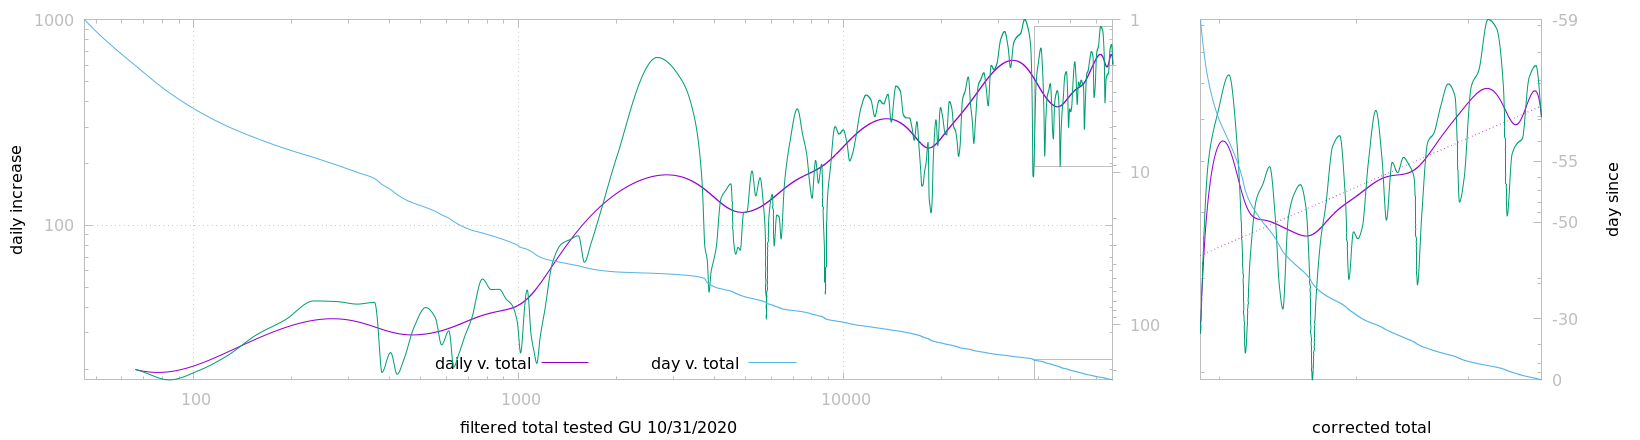 1000
1
-59
daily increase
100
10
100
-55
-50
-30
0
day since
daily v. total
day v. total
100
1000
10000
filtered total tested GU 10/31/2020
corrected total